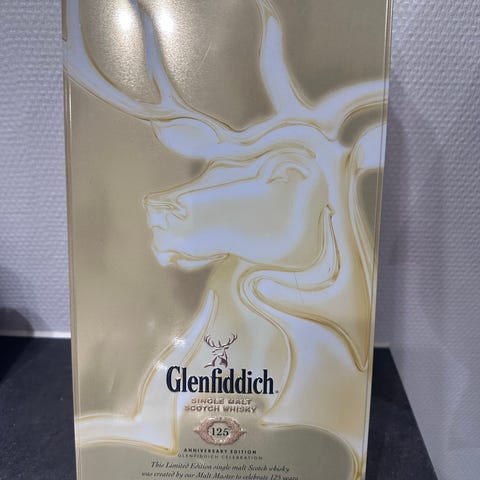 Glenfiddich
SINGLE MALT
SCOTCH WHISKY
125
ANNIVERSARY EDITION
GLENFIDDICH CELEBRATION
This Limited Edition single malt Scotch whisky
was created by our Malt Master to celebrate 125 years